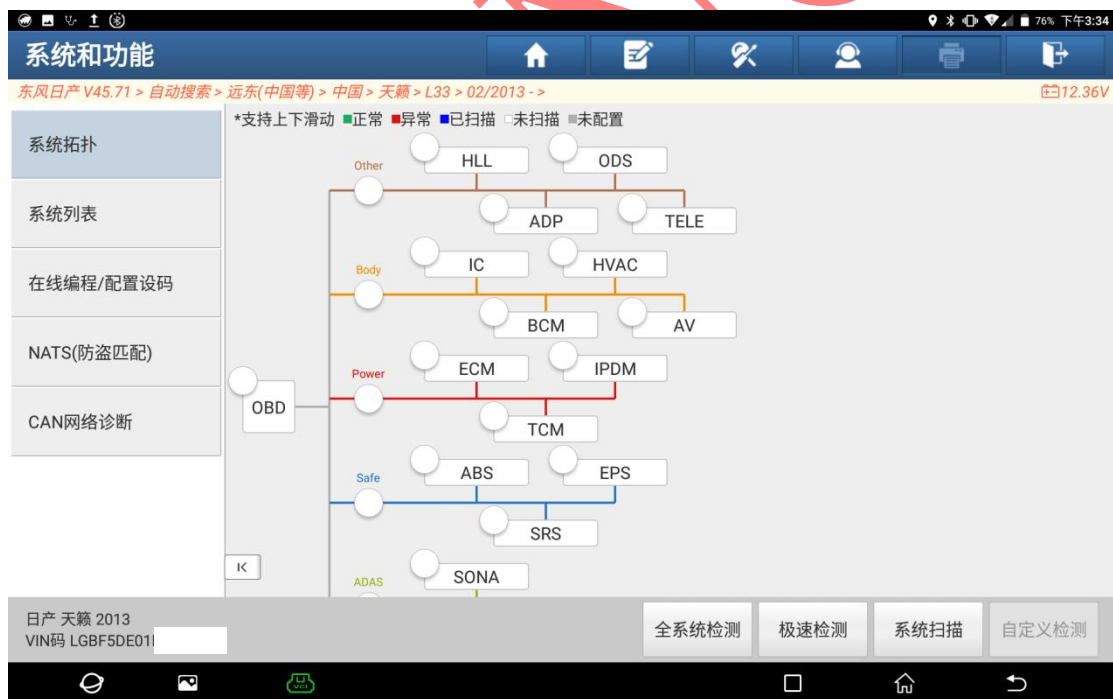 76% 下午3:34
系统和功能
东风日产 V45.71 > 自动搜索 > 远东(中国等) > 中国 > 天籁 > L33 > 02/2013 - >
12.36V
系统拓扑
系统列表
在线编程/配置设码
NATS(防盗匹配)
CAN网络诊断
*支持上下滑动 正常 异常 已扫描 未扫描 未配置
OBD
Other
HLL
ODS
ADP
TELE
Body
IC
HVAC
BCM
AV
Power
ECM
IPDM
TCM
Safe
ABS
EPS
SRS
ADAS
SONA
K
日产 天籁 2013
VIN码 LGBF5DE01
全系统检测
极速检测
系统扫描
自定义检测
VCI